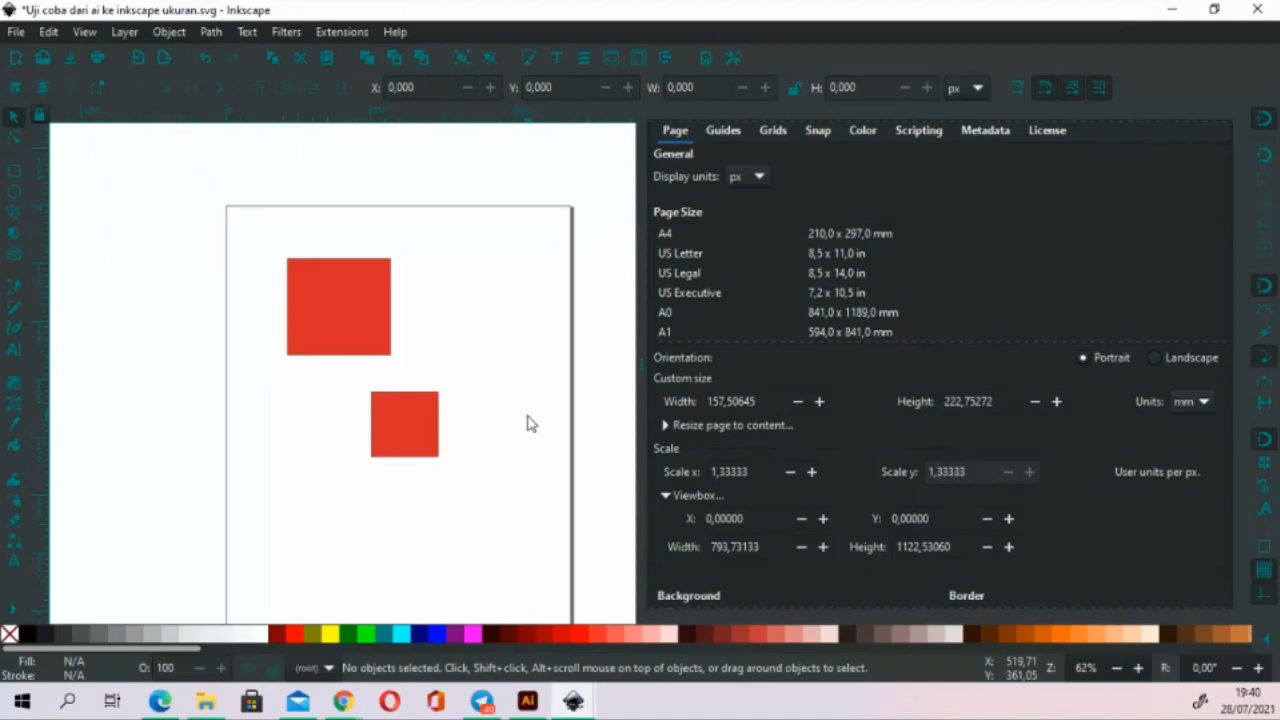 *Uji coba dari ai ke inkscape ukuran.svg - Inkscape
File Edit View Layer Object Path Text Filters Extensions Help
X: 0,000 − + Y: 0,000 − + W: 0,000 − + H: 0,000 − + px
Page Guides Grids Snap Color Scripting Metadata License
General
Display units: px
Page Size
A4 210,0 x 297,0 mm
US Letter 8,5 x 11,0 in
US Legal 8,5 x 14,0 in
US Executive 7,2 x 10,5 in
A0 841,0 x 1189,0 mm
A1 594,0 x 841,0 mm
Orientation: Portrait Landscape
Custom size
Width: 157,50645 − + Height: 222,75272 − + Units: mm
Resize page to content...
Scale
Scale x: 1,33333 − + Scale y: 1,33333 − + User units per px.
Viewbox...
X: 0,00000 − + Y: 0,00000 − +
Width: 793,73133 − + Height: 1122,53060 − +
Background Border
Fill: N/A
Stroke: N/A
O: 100 − + (root) No objects selected. Click, Shift+click, Alt+scroll mouse on top of objects, or drag around objects to select.
X: 519,71
Y: 361,05
Z: 62% − + R: 0,00° − +
Ai
19:40
28/07/2021